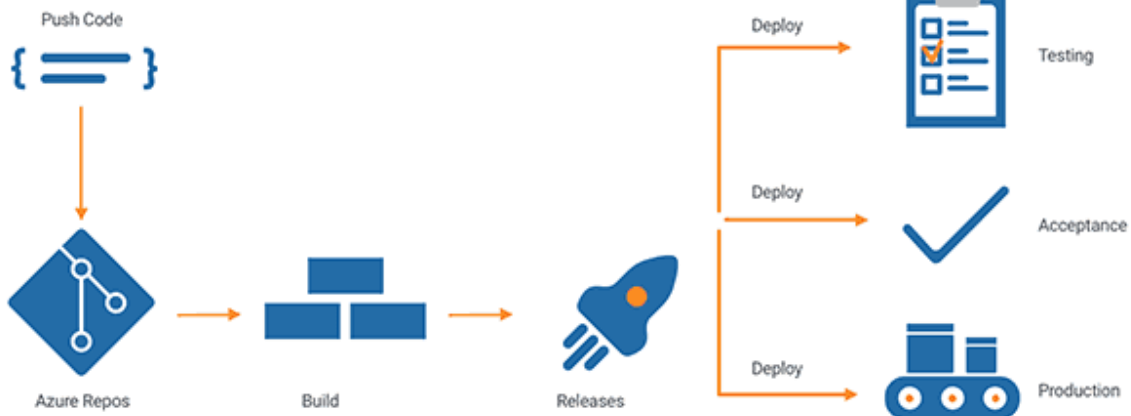 Push Code
Deploy
Testing
Deploy
Acceptance
Deploy
Production
Azure Repos
Build
Releases